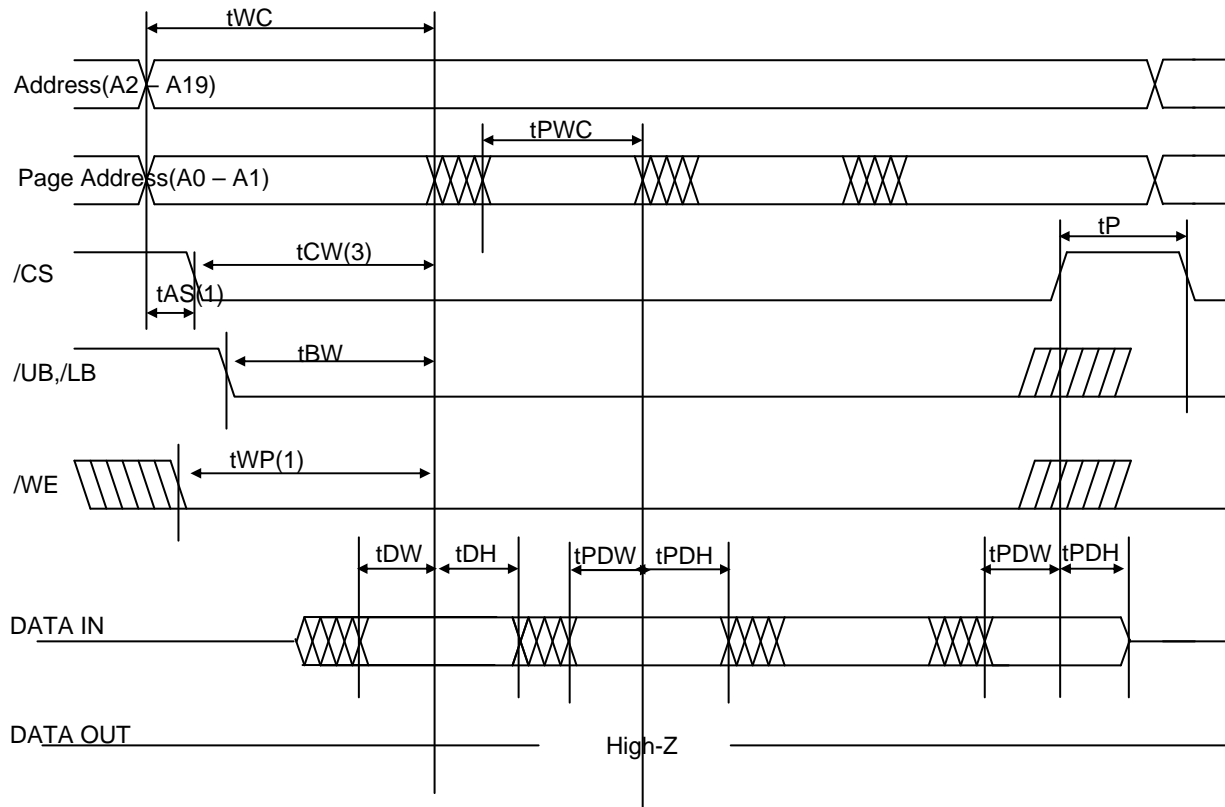 tWC
Address(A2 – A19)
tPWC
Page Address(A0 – A1)
tP
tCW(3)
/CS
tAS(1)
tBW
/UB,/LB
tWP(1)
/WE
tDW tDH tPDW tPDH tPDW tPDH
DATA IN
DATA OUT
High-Z